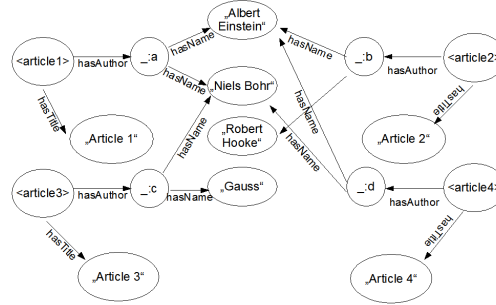 „Albert
Einstein“
hasName
hasName
<article1>
hasAuthor
_:a
_:b
hasAuthor
<article2>
hasName
„Niels Bohr“
hasTitle
hasTitle
„Article 1“
hasName
„Robert
Hooke“
hasName
„Article 2“
hasName
<article3>
hasAuthor
_:c
hasName
„Gauss“
_:d
hasAuthor
<article4>
hasTitle
hasTitle
„Article 3“
„Article 4“